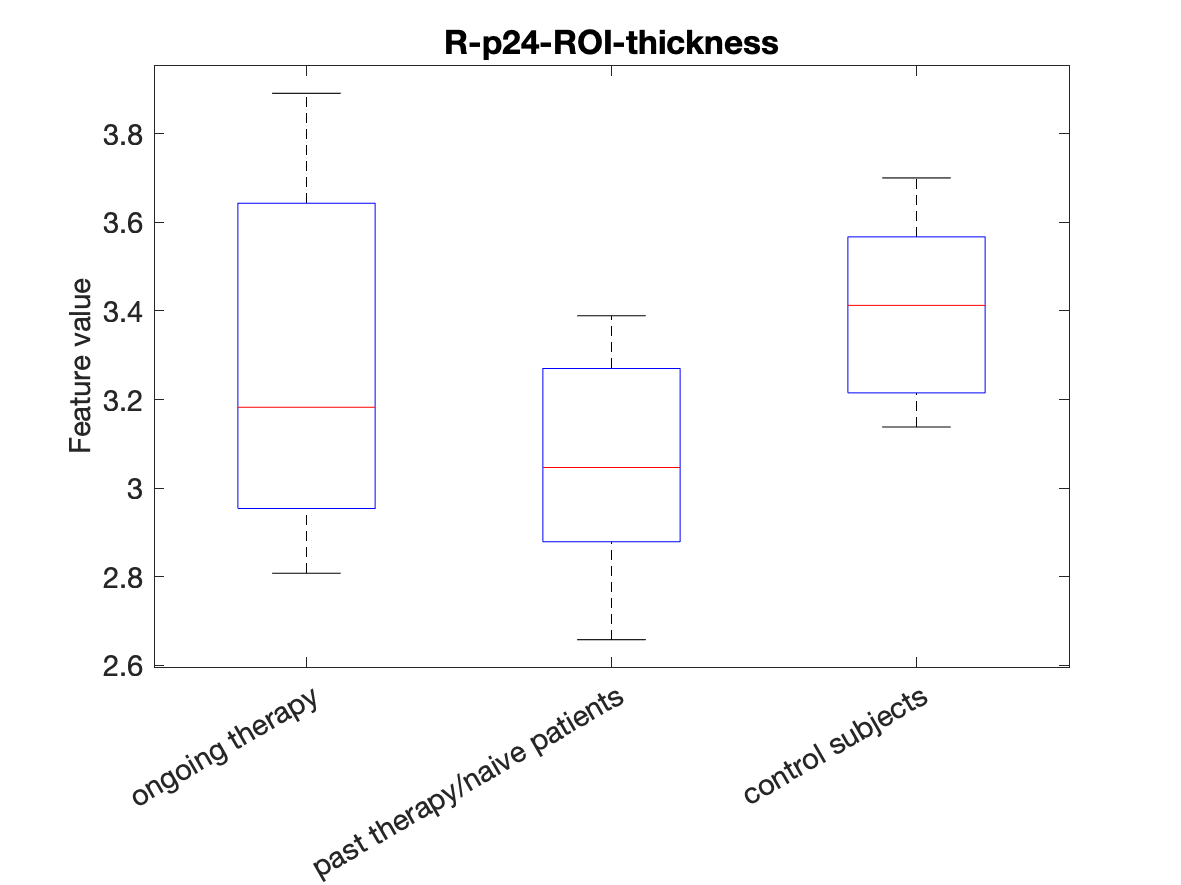 R-p24-ROI-thickness
Feature value
3.8
3.6
3.4
3.2
3
2.8
2.6
ongoing therapy
past therapy/naive patients
control subjects